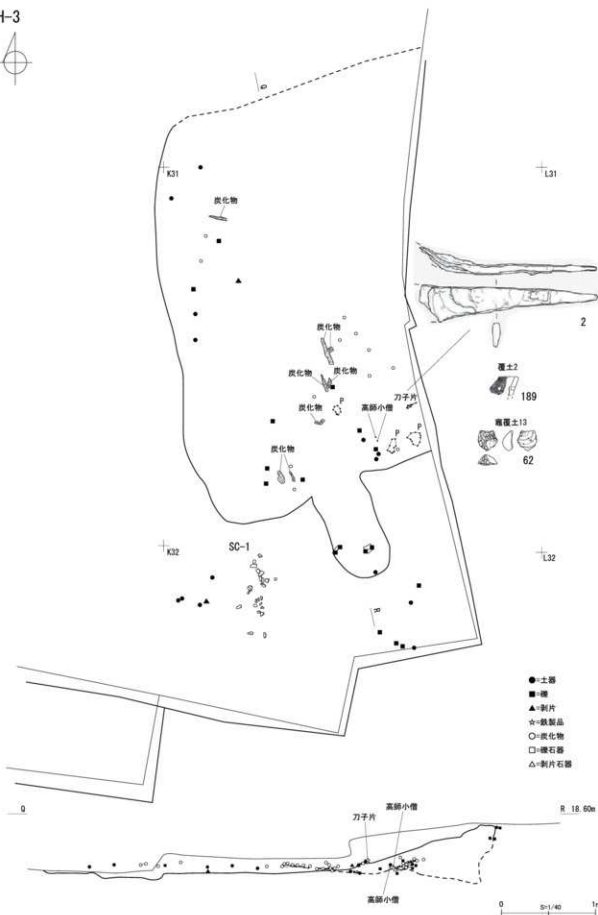 H-3
Q
K31
L31
炭化物
2
炭化物
炭化物
炭化物
刀子片
覆土2
189
炭化物
P
高師小僧
P
P
竈覆土13
62
炭化物
K32
SC-1
L32
R
●=土器
■=礫
▲=剥片
☆=鉄製品
○=炭化物
□=礫石器
△=剥片石器
Q
R 18.60m
刀子片
高師小僧
高師小僧
0
S=1/40
1m